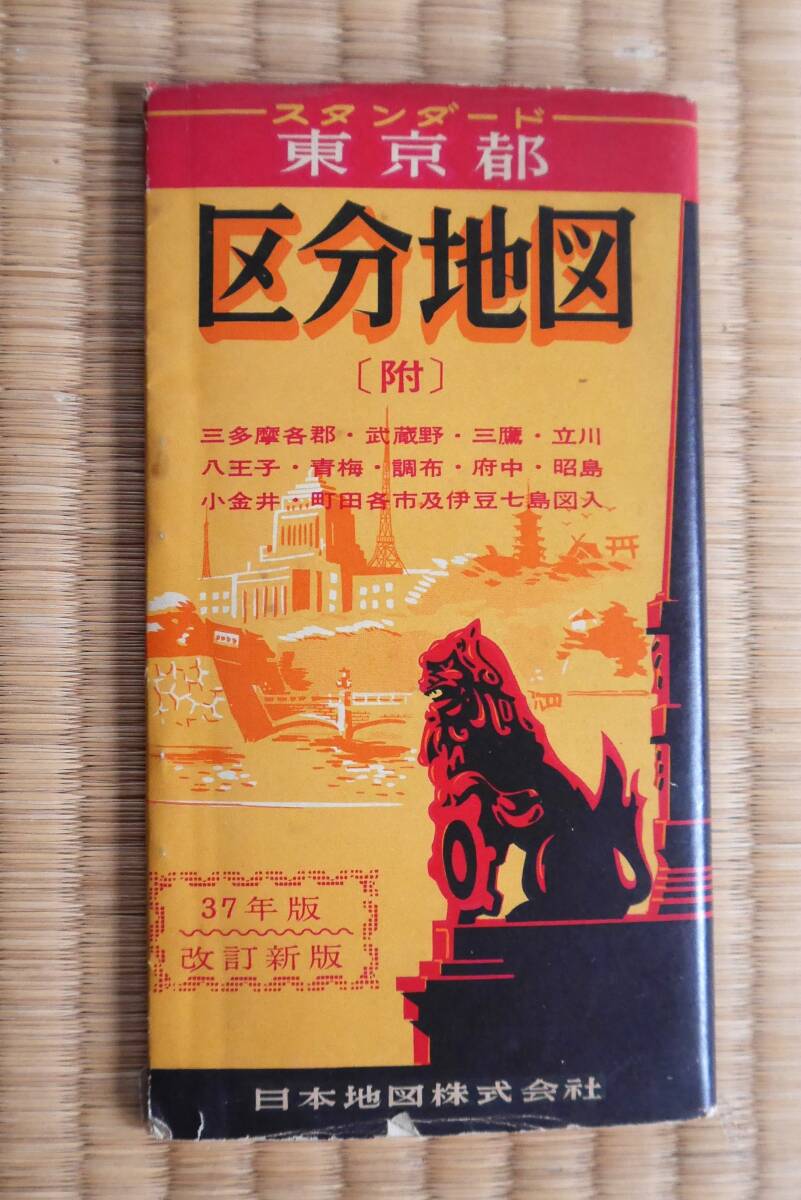 スタンダード
東京都
区分地図
〔附〕
三多摩各郡・武蔵野・三鷹・立川
八王子・青梅・調布・府中・昭島
小金井・町田各市及伊豆七島図入
37年版
改訂新版
日本地図株式会社